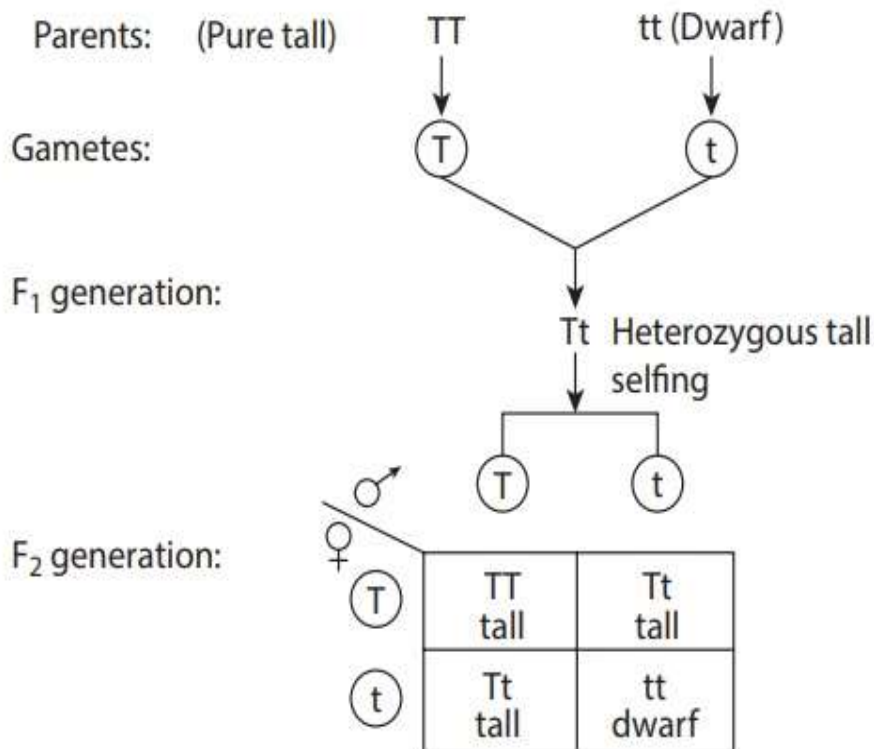 Parents: (Pure tall) TT tt (Dwarf)
Gametes: T t
F₁ generation:
Tt Heterozygous tall
selfing
T t
♂
♀
F₂ generation:
T TT Tt
tall tall
t Tt tt
tall dwarf